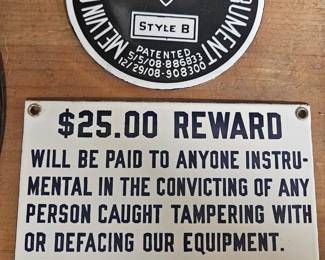 MELVIN
RUMENT
STYLE B
PATENTED
5/5/08-886833
12/29/08-908300
$25.00 REWARD
WILL BE PAID TO ANYONE INSTRU-
MENTAL IN THE CONVICTING OF ANY
PERSON CAUGHT TAMPERING WITH
OR DEFACING OUR EQUIPMENT.